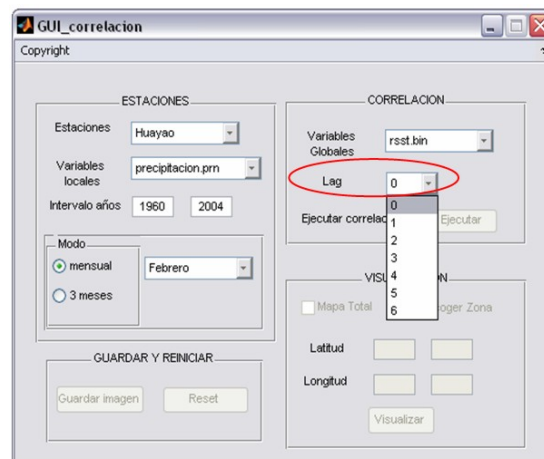 GUI_correlacion
Copyright
ESTACIONES
Estaciones
Huayao
Variables
locales
precipitacion.prn
Intervalo años
1960
2004
Modo
mensual
3 meses
Febrero
GUARDAR Y REINICIAR
Guardar imagen
Reset
CORRELACION
Variables
Globales
rsst.bin
Lag
0
0
1
2
3
4
5
6
Ejecutar
Ejecutar
Mapa Total
Zona
Latitud
Longitud
Visualizar